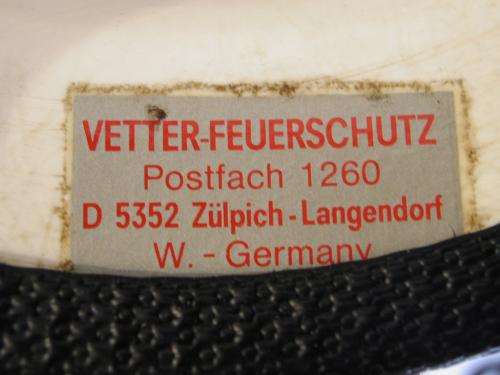 VETTER-FEUERSCHUTZ
Postfach 1260
D 5352 Zülpich - Langendorf
W. - Germany